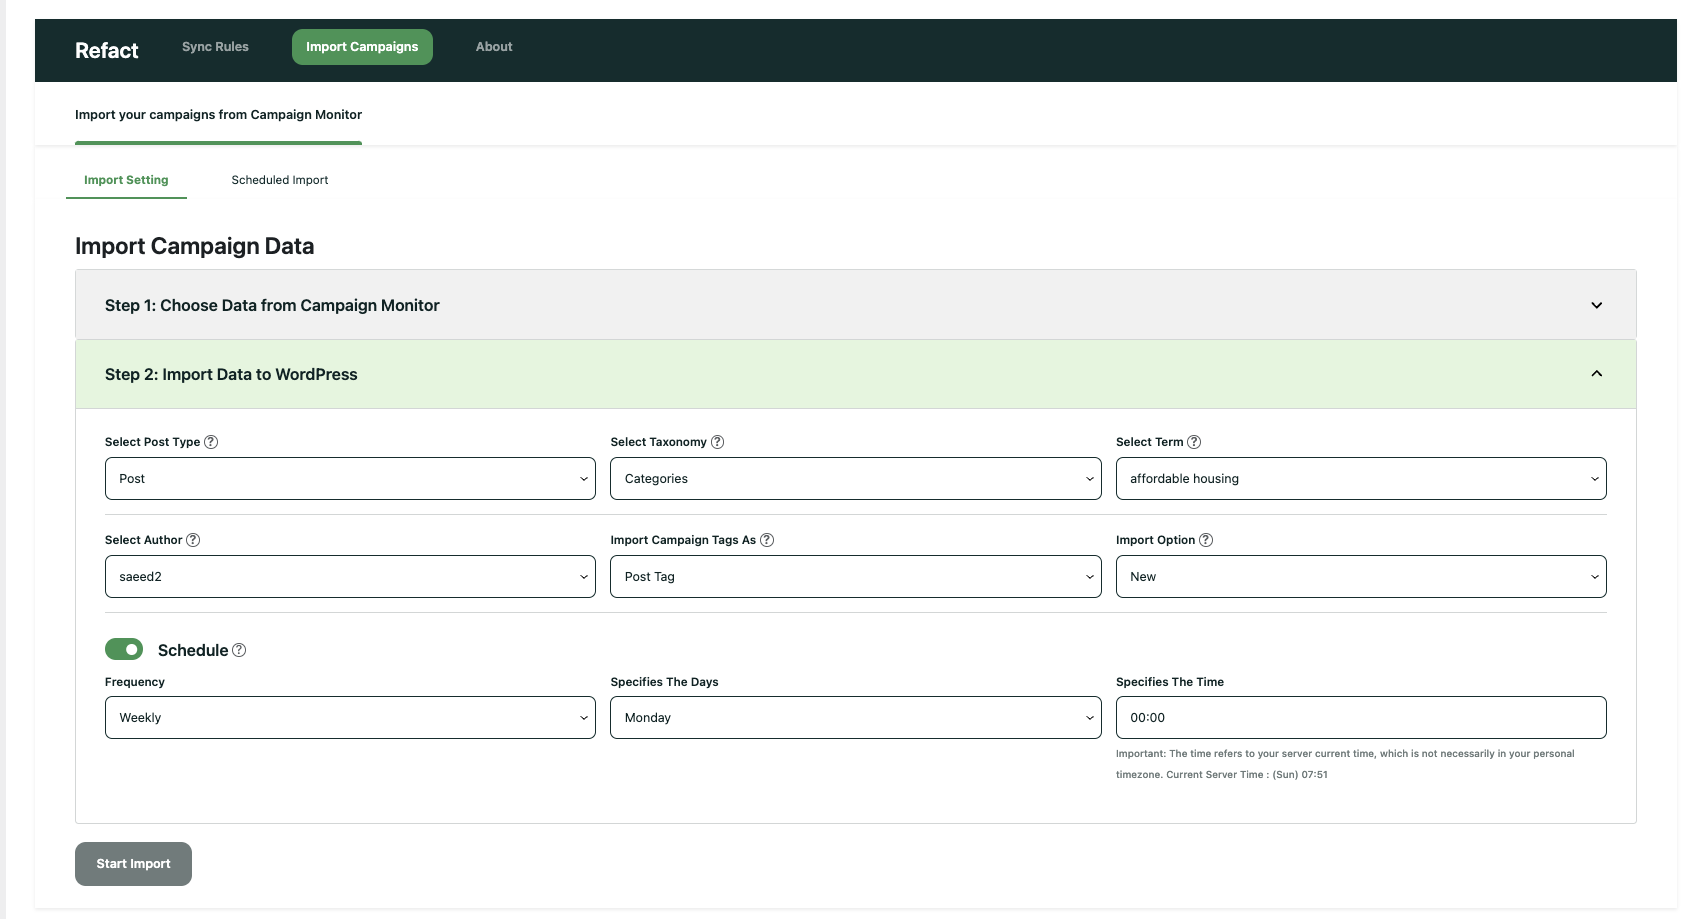 Refact
Sync Rules
Import Campaigns
About
Import your campaigns from Campaign Monitor
Import Setting
Scheduled Import
Import Campaign Data
Step 1: Choose Data from Campaign Monitor
Step 2: Import Data to WordPress
Select Post Type ?
Select Taxonomy ?
Select Term ?
Post
Categories
affordable housing
Select Author ?
Import Campaign Tags As ?
Import Option ?
saeed2
Post Tag
New
Schedule ?
Frequency
Specifies The Days
Specifies The Time
Weekly
Monday
00:00
Important: The time refers to your server current time, which is not necessarily in your personal
timezone. Current Server Time : (Sun) 07:51
Start Import